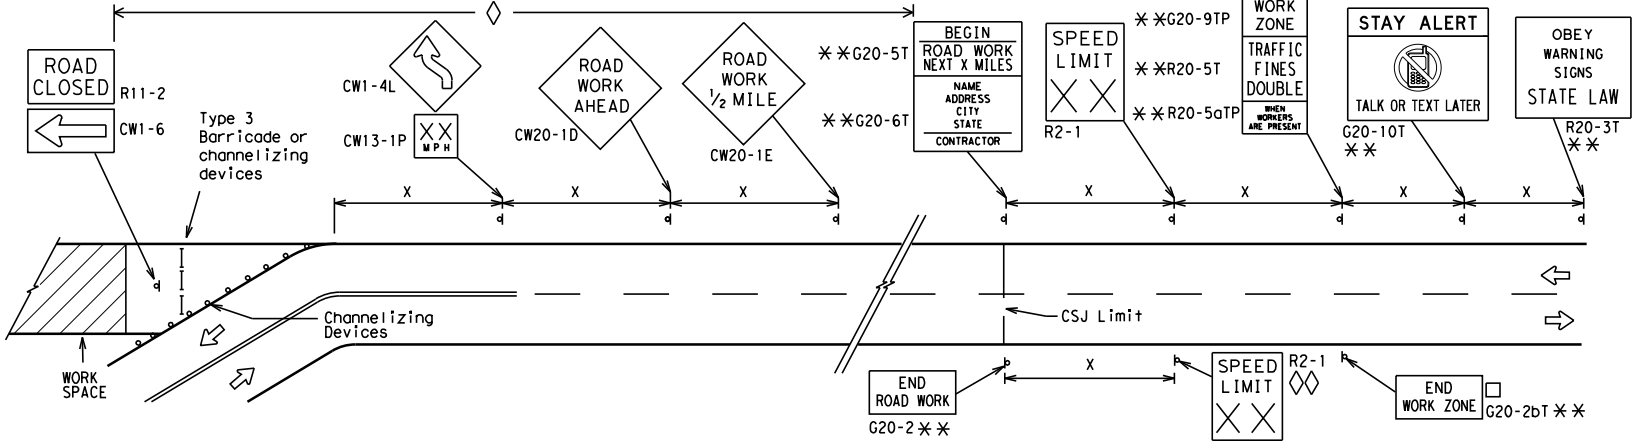 ROAD
CLOSED
R11-2
CW1-6
Type 3
Barricade or
channelizing
devices
CW1-4L
XX
MPH
CW13-1P
ROAD
WORK
AHEAD
CW20-1D
ROAD
WORK
1/2 MILE
CW20-1E
**G20-5T
**G20-6T
BEGIN
ROAD WORK
NEXT X MILES
NAME
ADDRESS
CITY
STATE
CONTRACTOR
SPEED
LIMIT
XX
R2-1
**G20-9TP
**R20-5T
**R20-5aTP
WORK
ZONE
TRAFFIC
FINES
DOUBLE
WHEN
WORKERS
ARE PRESENT
STAY ALERT
TALK OR TEXT LATER
G20-10T
**
OBEY
WARNING
SIGNS
STATE LAW
R20-3T
**
X
X
X
X
X
X
X
Channelizing
Devices
CSJ Limit
WORK
SPACE
END
ROAD WORK
G20-2 **
X
SPEED
LIMIT
XX
R2-1
END
WORK ZONE
G20-2bT **